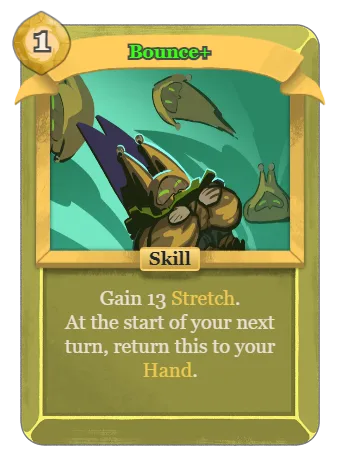 1
Bounce+
Skill
Gain 13 Stretch.
At the start of your next
turn, return this to your
Hand.